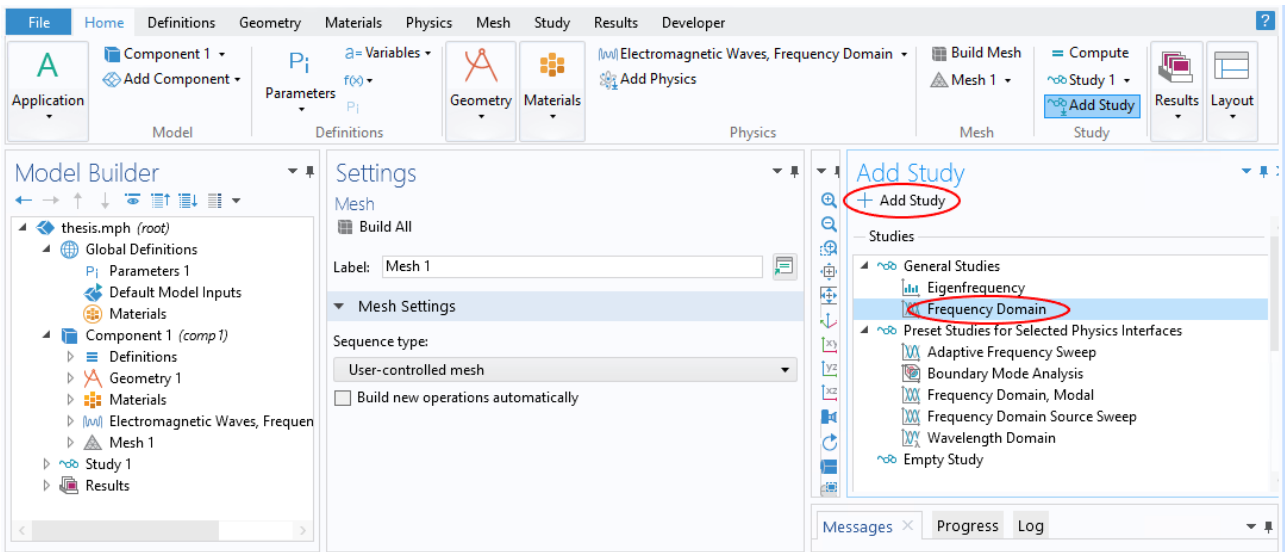 File Home Definitions Geometry Materials Physics Mesh Study Results Developer ?
Component 1
Add Component
Application
Model
Pi
Parameters
a= Variables
f(x)
Pi
Definitions
Geometry
Materials
Electromagnetic Waves, Frequency Domain
Add Physics
Physics
Build Mesh
Mesh 1
Mesh
= Compute
Study 1
Add Study
Study
Results
Layout
Model Builder
thesis.mph (root)
Global Definitions
Pi Parameters 1
Default Model Inputs
Materials
Component 1 (comp1)
Definitions
Geometry 1
Materials
Electromagnetic Waves, Frequen
Mesh 1
Study 1
Results
Settings
Mesh
Build All
Label: Mesh 1
Mesh Settings
Sequence type:
User-controlled mesh
Build new operations automatically
xy
yz
xz
Add Study
+ Add Study
Studies
General Studies
Eigenfrequency
Frequency Domain
Preset Studies for Selected Physics Interfaces
Adaptive Frequency Sweep
Boundary Mode Analysis
Frequency Domain, Modal
Frequency Domain Source Sweep
Wavelength Domain
Empty Study
Messages Progress Log